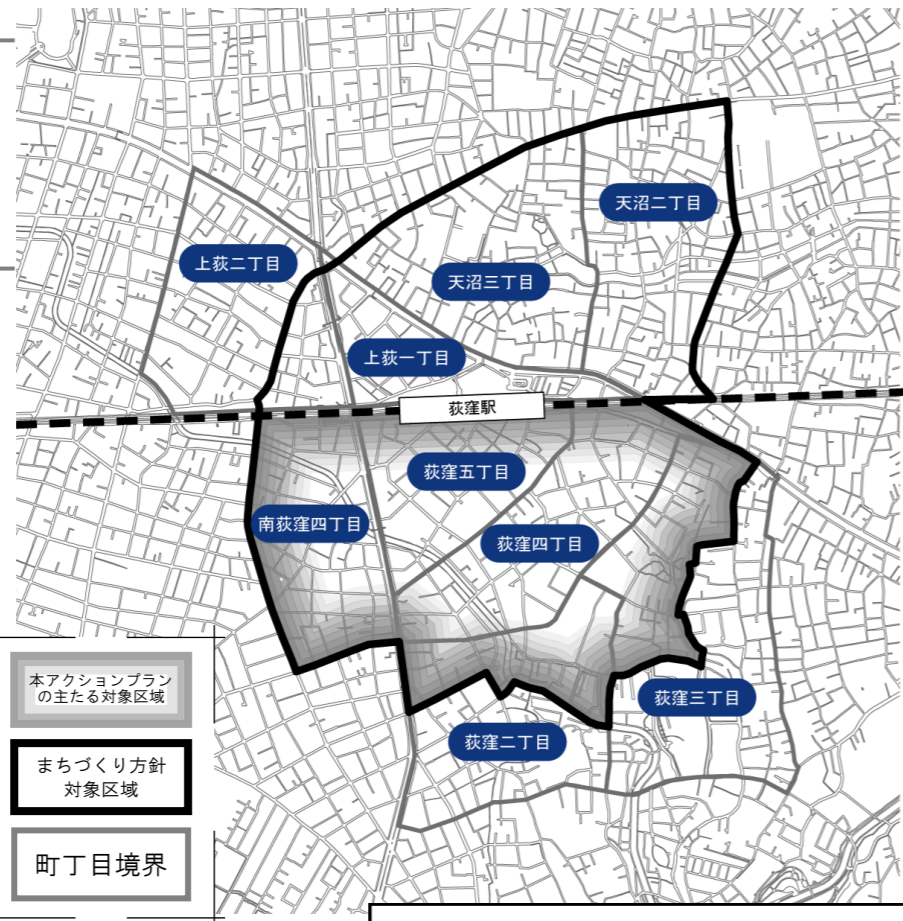 天沼二丁目
上荻二丁目
天沼三丁目
上荻一丁目
荻窪駅
荻窪五丁目
南荻窪四丁目
荻窪四丁目
荻窪三丁目
荻窪二丁目
本アクションプラン
の主たる対象区域
まちづくり方針
対象区域
町丁目境界